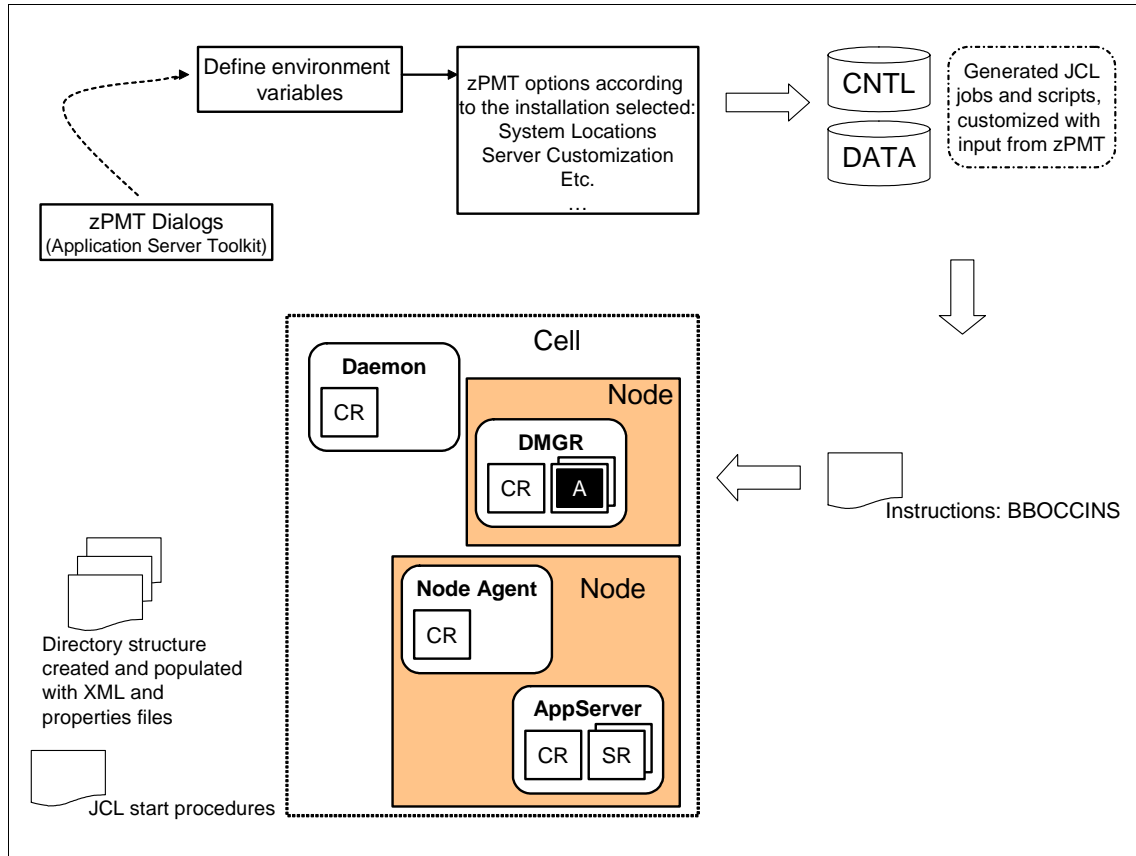 Define environment
variables
zPMT options according
to the installation selected:
System Locations
Server Customization
Etc.
…
CNTL
DATA
Generated JCL
jobs and scripts,
customized with
input from zPMT
zPMT Dialogs
(Application Server Toolkit)
Cell
Daemon
CR
Node
DMGR
CR
A
Instructions: BBOCCINS
Node Agent
Node
CR
AppServer
CR
SR
Directory structure
created and populated
with XML and
properties files
JCL start procedures